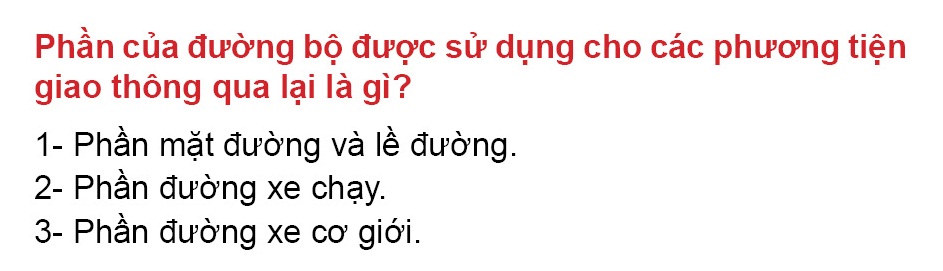 Phần của đường bộ được sử dụng cho các phương tiện
giao thông qua lại là gì?
1- Phần mặt đường và lề đường.
2- Phần đường xe chạy.
3- Phần đường xe cơ giới.